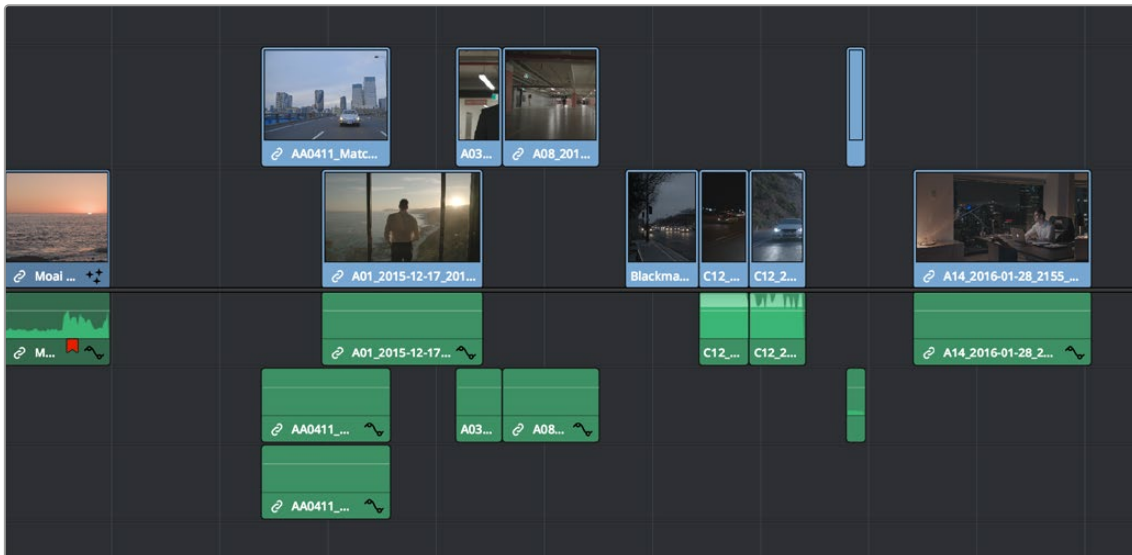 AA0411_Matc...
A03...
A08_201...
Moai ...
A01_2015-12-17_201...
Blackma...
C12_...
C12_2...
A14_2016-01-28_2155_...
M...
A01_2015-12-17...
C12_...
C12_2...
A14_2016-01-28_2...
AA0411_...
A03...
A08...
AA0411_...